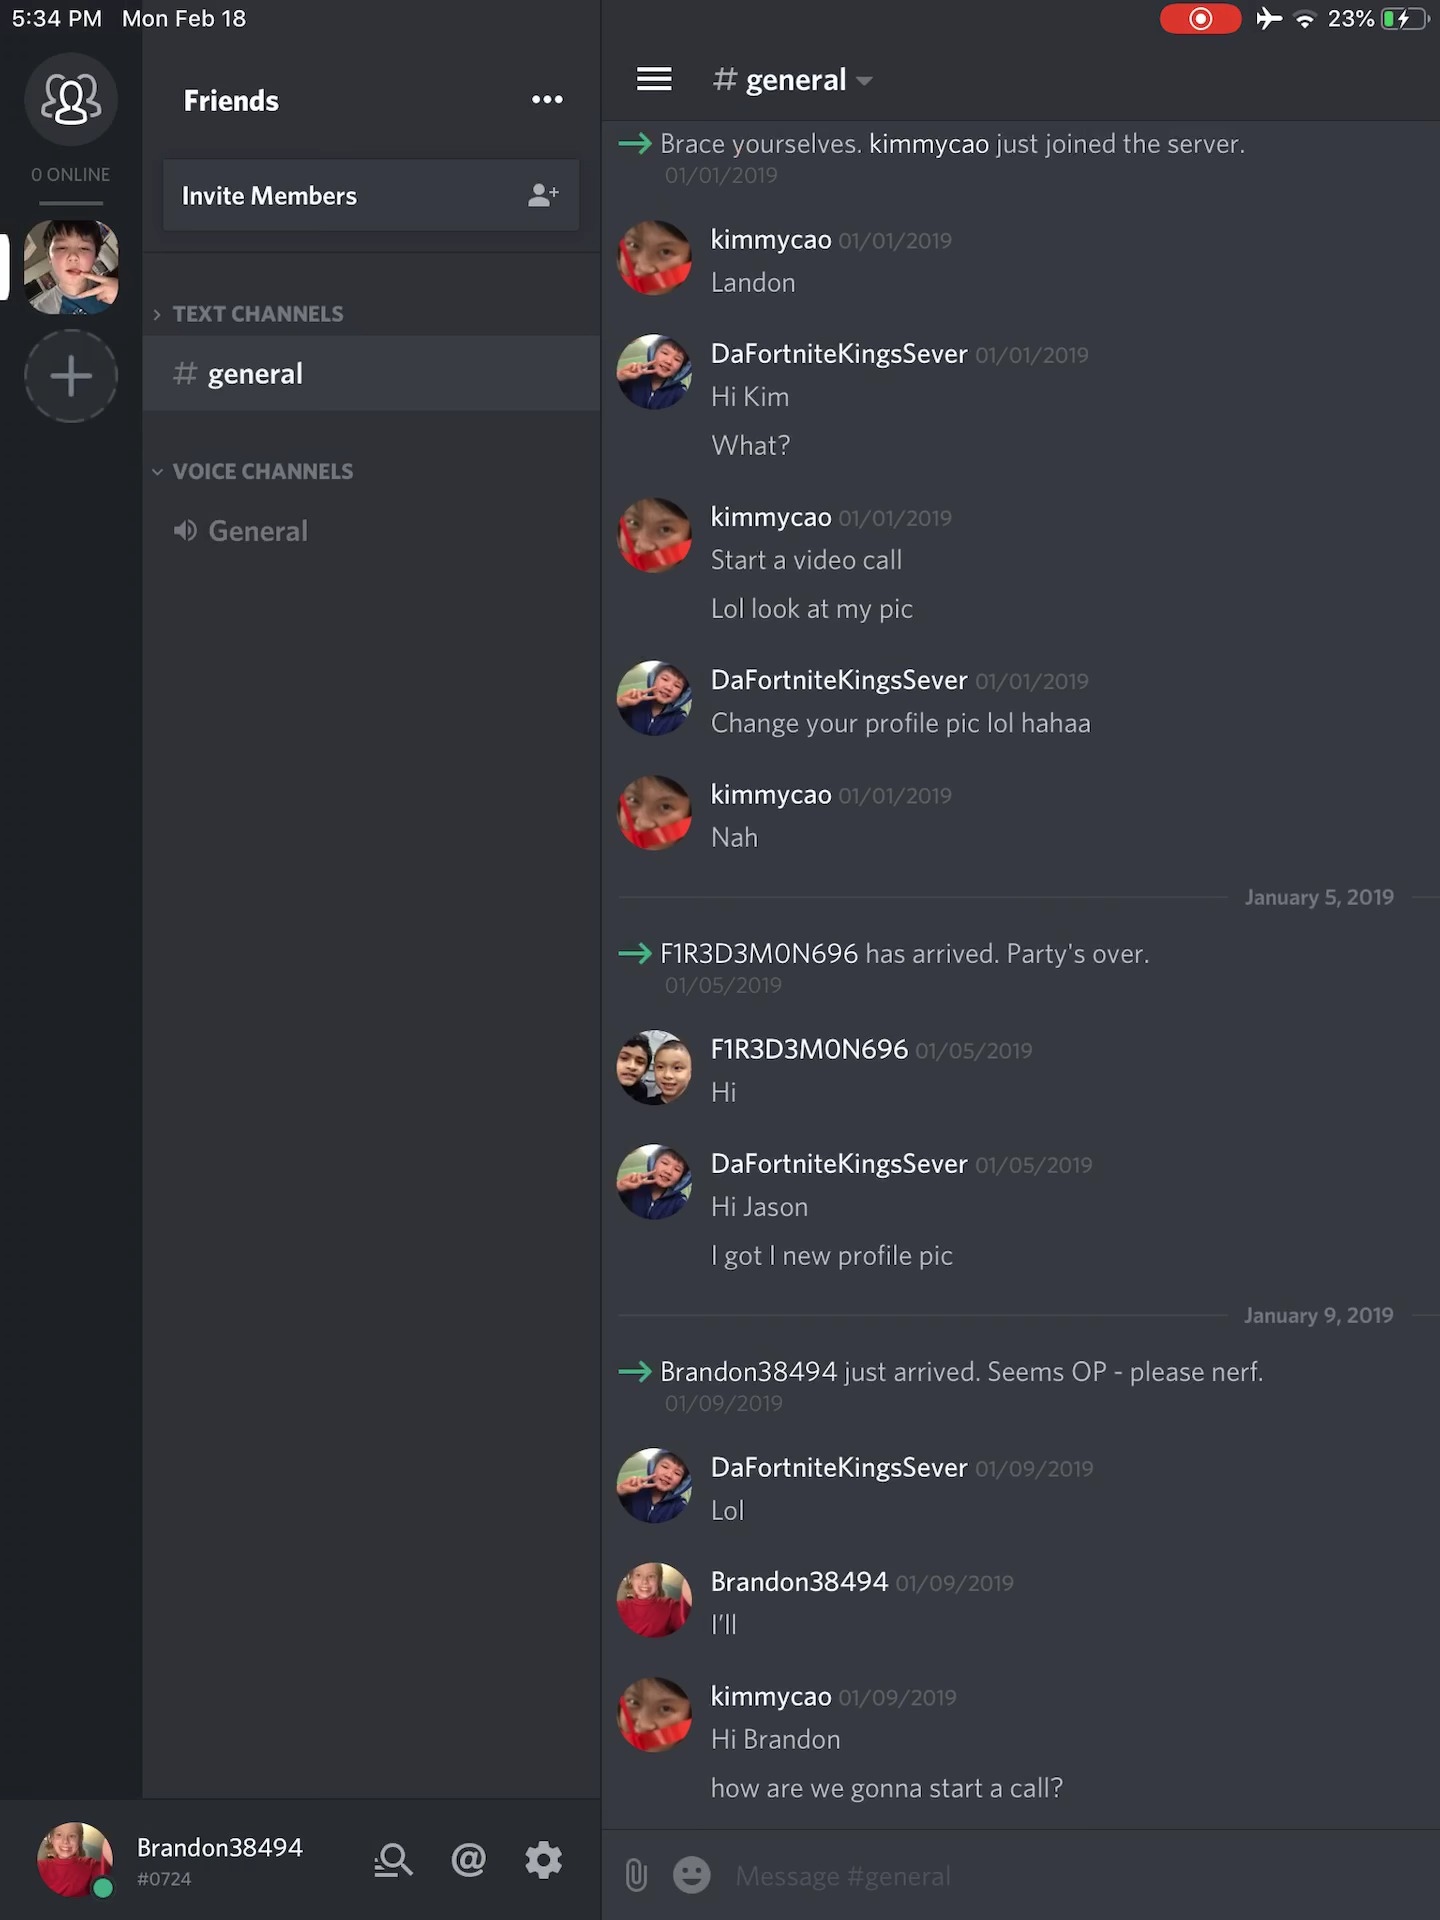 5:34 PM Mon Feb 18
23%
0 ONLINE
Friends
Invite Members
TEXT CHANNELS
# general
VOICE CHANNELS
General
Brandon38494
#0724
@
# general
Brace yourselves. kimmycao just joined the server.
01/01/2019
kimmycao 01/01/2019
Landon
DaFortniteKingsSever 01/01/2019
Hi Kim
What?
kimmycao 01/01/2019
Start a video call
Lol look at my pic
DaFortniteKingsSever 01/01/2019
Change your profile pic lol hahaa
kimmycao 01/01/2019
Nah
January 5, 2019
F1R3D3M0N696 has arrived. Party's over.
01/05/2019
F1R3D3M0N696 01/05/2019
Hi
DaFortniteKingsSever 01/05/2019
Hi Jason
I got I new profile pic
January 9, 2019
Brandon38494 just arrived. Seems OP - please nerf.
01/09/2019
DaFortniteKingsSever 01/09/2019
Lol
Brandon38494 01/09/2019
I'll
kimmycao 01/09/2019
Hi Brandon
how are we gonna start a call?
Message #general